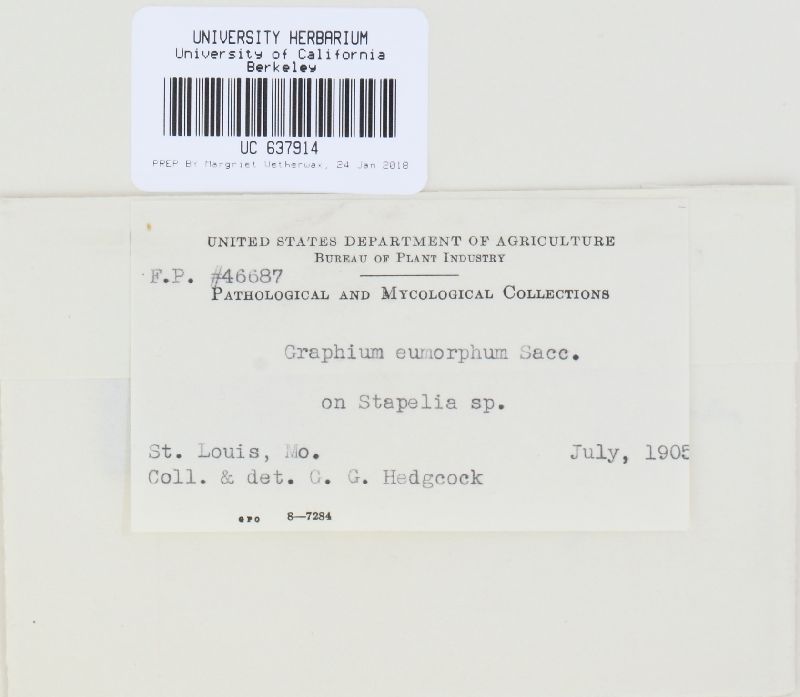 UNIVERSITY HERBARIUM
University of California
Berkeley
UC 637914
PREP BY Margriet Wetherwax, 24 Jan 2018
UNITED STATES DEPARTMENT OF AGRICULTURE
BUREAU OF PLANT INDUSTRY
F.P. #46687
PATHOLOGICAL AND MYCOLOGICAL COLLECTIONS
Graphium eumorphum Sacc.
on Stapelia sp.
St. Louis, Mo. July, 1905
Coll. & det. G. G. Hedgcock
GPO 8—7284